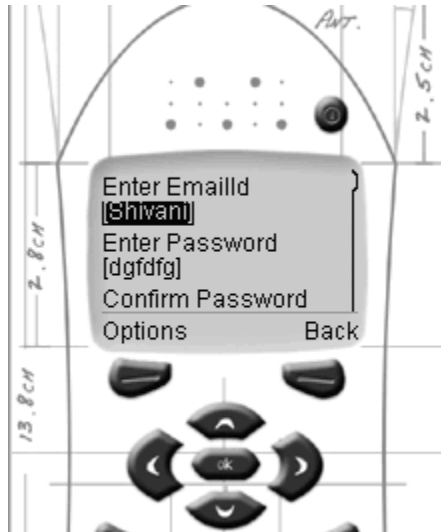 ANT.
2.5CM
Enter EmailId
[Shivani]
Enter Password
[dgfdfg]
Confirm Password
Options Back
2.8CM
ok
13.8CM